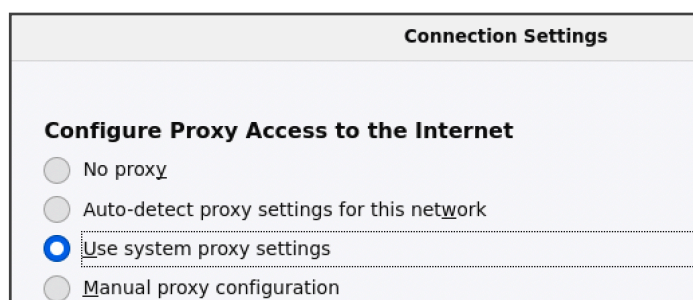 Connection Settings
Configure Proxy Access to the Internet
No proxy
Auto-detect proxy settings for this network
Use system proxy settings
Manual proxy configuration